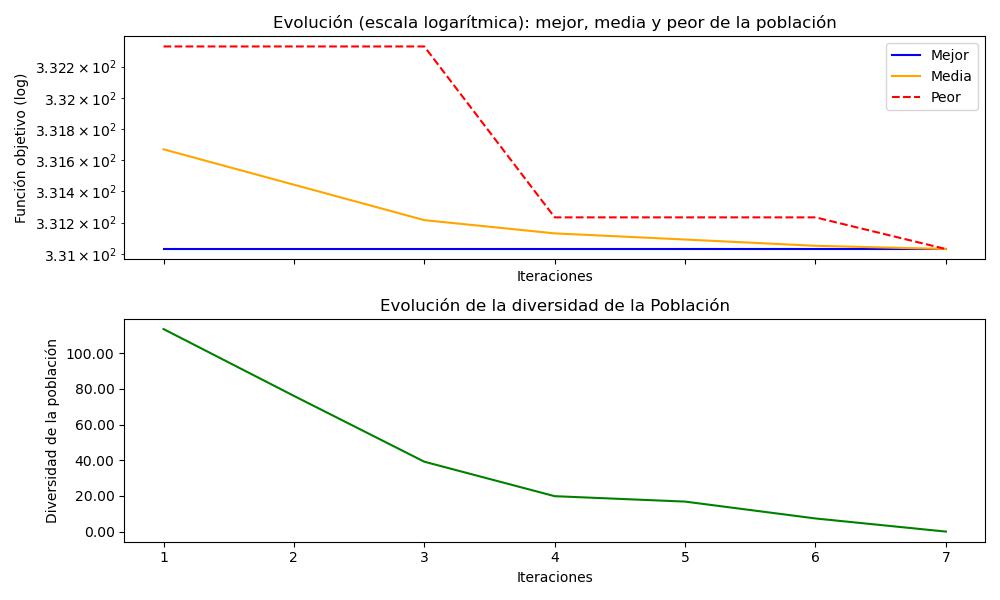 Evolución (escala logarítmica): mejor, media y peor de la población
Función objetivo (log)
3.322 × 10²
3.32 × 10²
3.318 × 10²
3.316 × 10²
3.314 × 10²
3.312 × 10²
3.31 × 10²
Mejor
Media
Peor
Iteraciones
Evolución de la diversidad de la Población
Diversidad de la población
100.00
80.00
60.00
40.00
20.00
0.00
1 2 3 4 5 6 7
Iteraciones